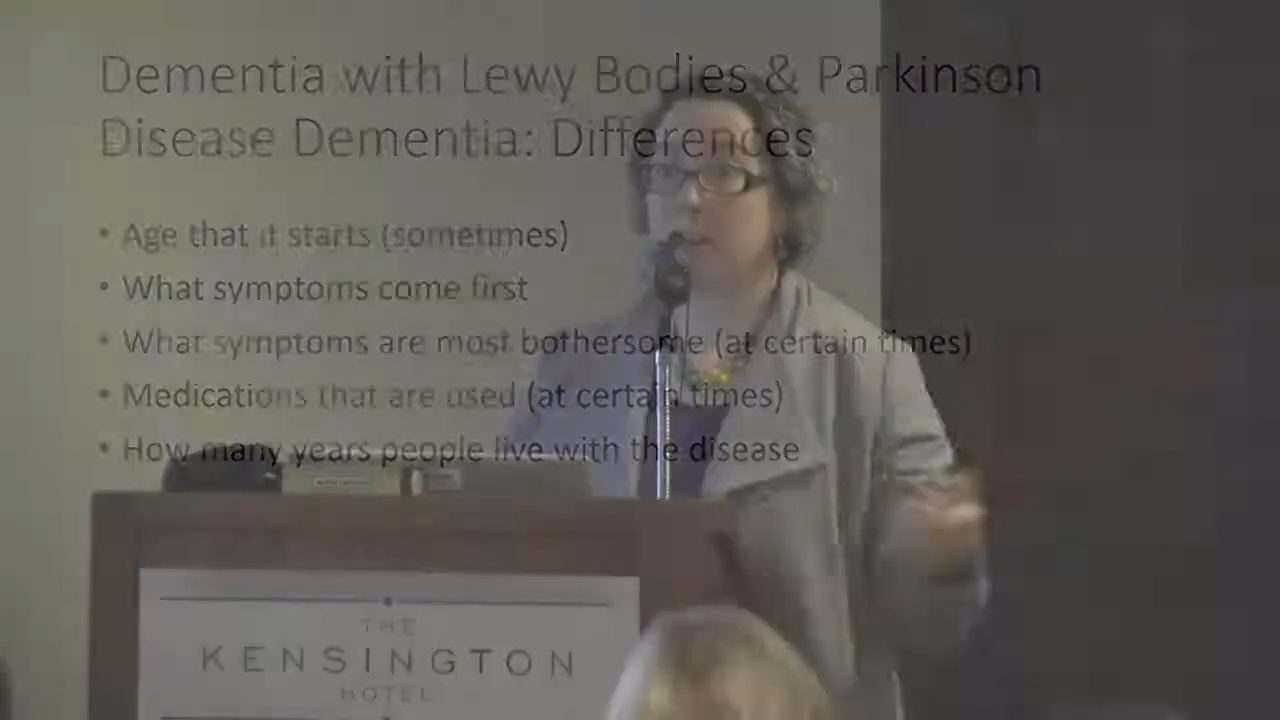 Dementia with Lewy Bodies & Parkinson
Disease Dementia: Differences
• Age that it starts (sometimes)
• What symptoms come first
• What symptoms are most bothersome (at certain times)
• Medications that are used (at certain times)
• How many years people live with the disease
THE
KENSINGTON
HOTEL